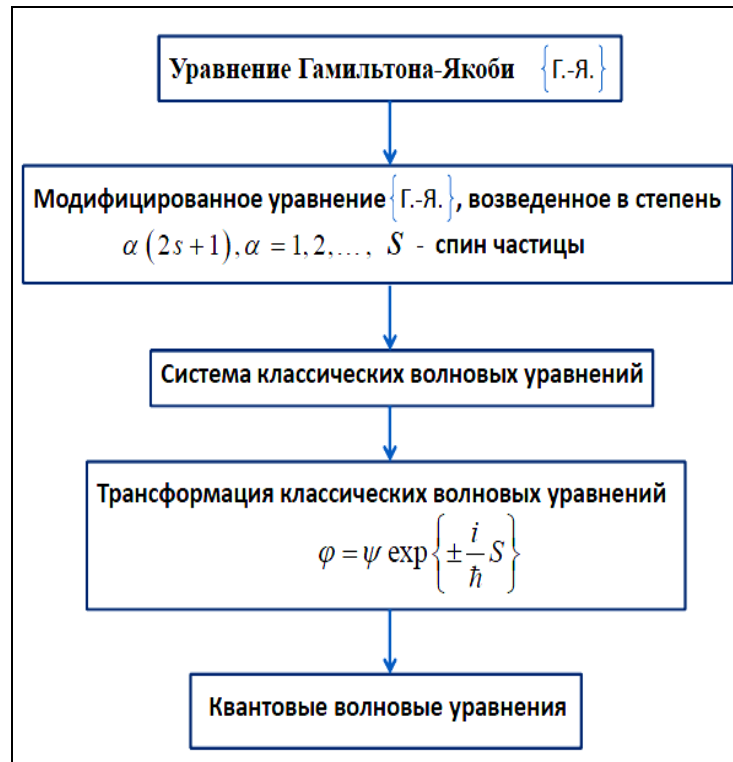 Уравнение Гамильтона-Якоби {Г.-Я.}
Модифицированное уравнение {Г.-Я.}, возведенное в степень
α(2s+1), α = 1, 2, ..., S - спин частицы
Система классических волновых уравнений
Трансформация классических волновых уравнений
φ = ψ exp{± i/ħ S}
Квантовые волновые уравнения